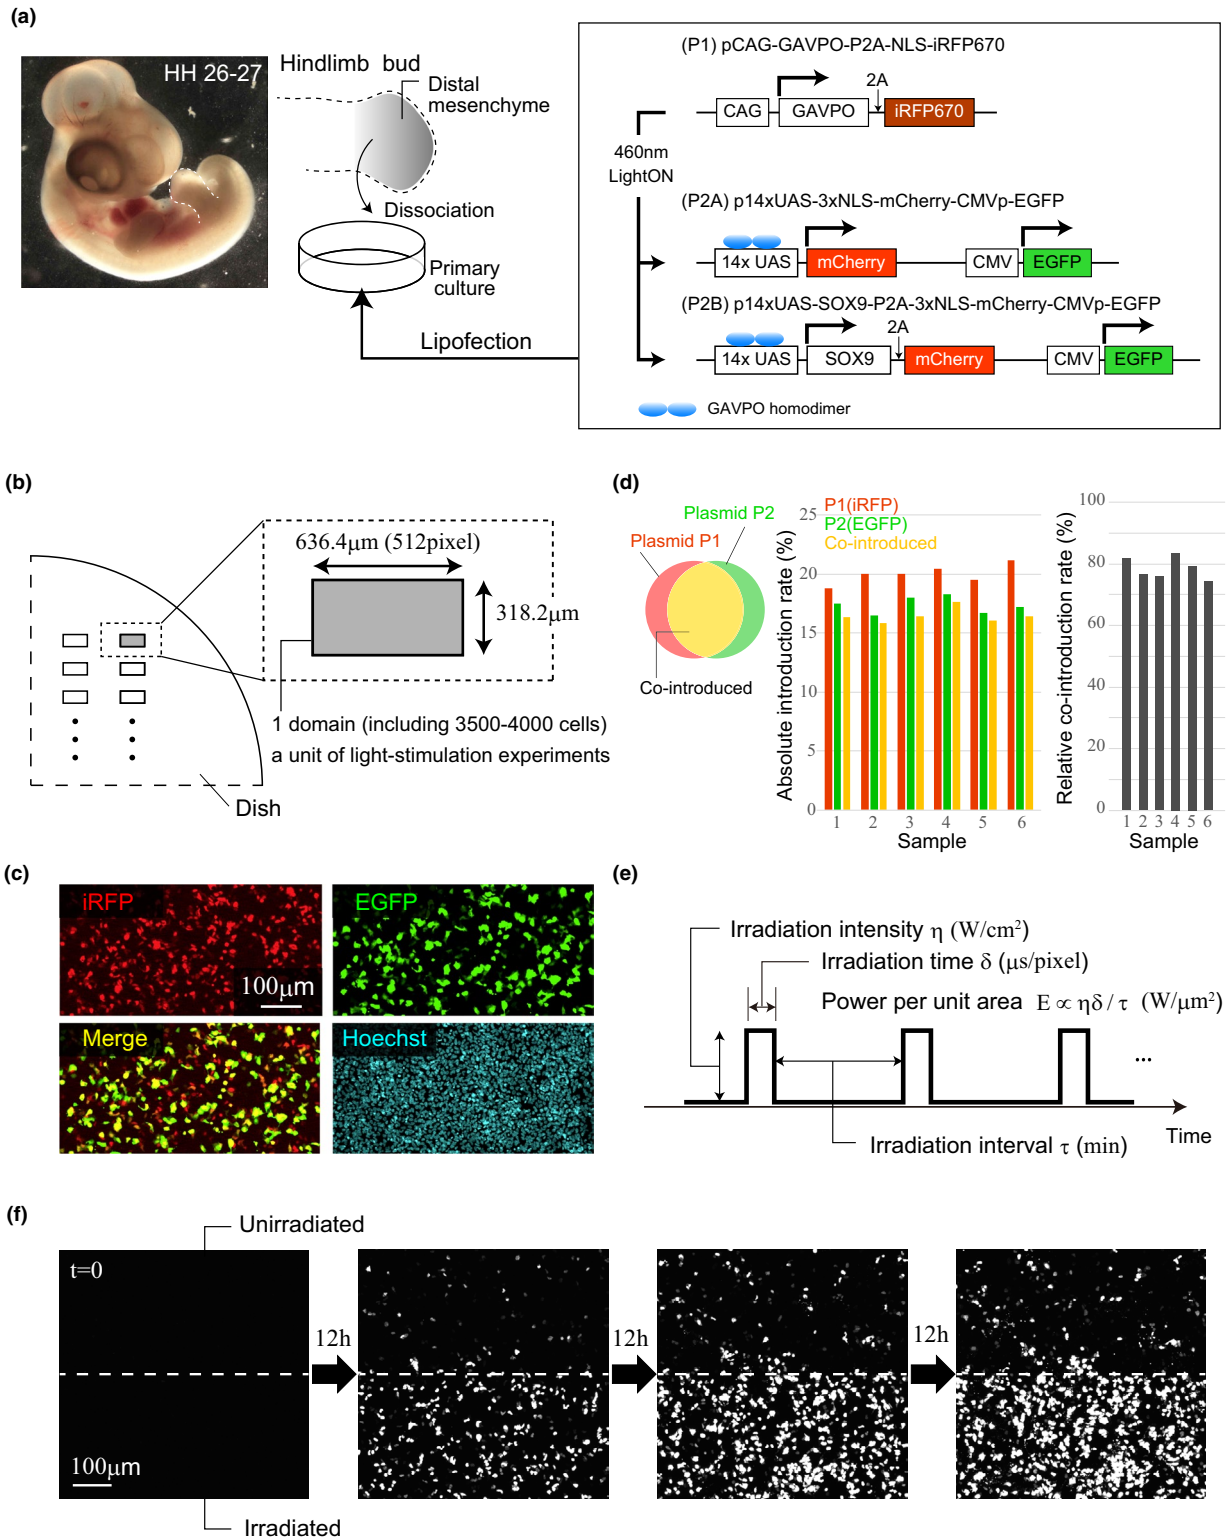 (a)
HH 26-27
Hindlimb bud
Distal
mesenchyme
Dissociation
Primary
culture
Lipofection
(P1) pCAG-GAVPO-P2A-NLS-iRFP670
2A
CAG GAVPO iRFP670
460nm
LightON
(P2A) p14xUAS-3xNLS-mCherry-CMVp-EGFP
14x UAS mCherry CMV EGFP
(P2B) p14xUAS-SOX9-P2A-3xNLS-mCherry-CMVp-EGFP
2A
14x UAS SOX9 mCherry CMV EGFP
GAVPO homodimer
(b)
636.4μm (512pixel)
318.2μm
1 domain (including 3500-4000 cells)
a unit of light-stimulation experiments
Dish
(d)
Plasmid P2
Plasmid P1
Co-introduced
P1(iRFP)
P2(EGFP)
Co-introduced
Absolute introduction rate (%)
25
20
15
10
5
0
1 2 3 4 5 6
Sample
Relative co-introduction rate (%)
100
80
60
40
20
0
1 2 3 4 5 6
Sample
(c)
iRFP
100μm
EGFP
Merge
Hoechst
(e)
Irradiation intensity η (W/cm²)
Irradiation time δ (μs/pixel)
Power per unit area E ∝ ηδ / τ (W/μm²)
...
Time
Irradiation interval τ (min)
(f)
Unirradiated
t=0
12h
12h
12h
100μm
Irradiated